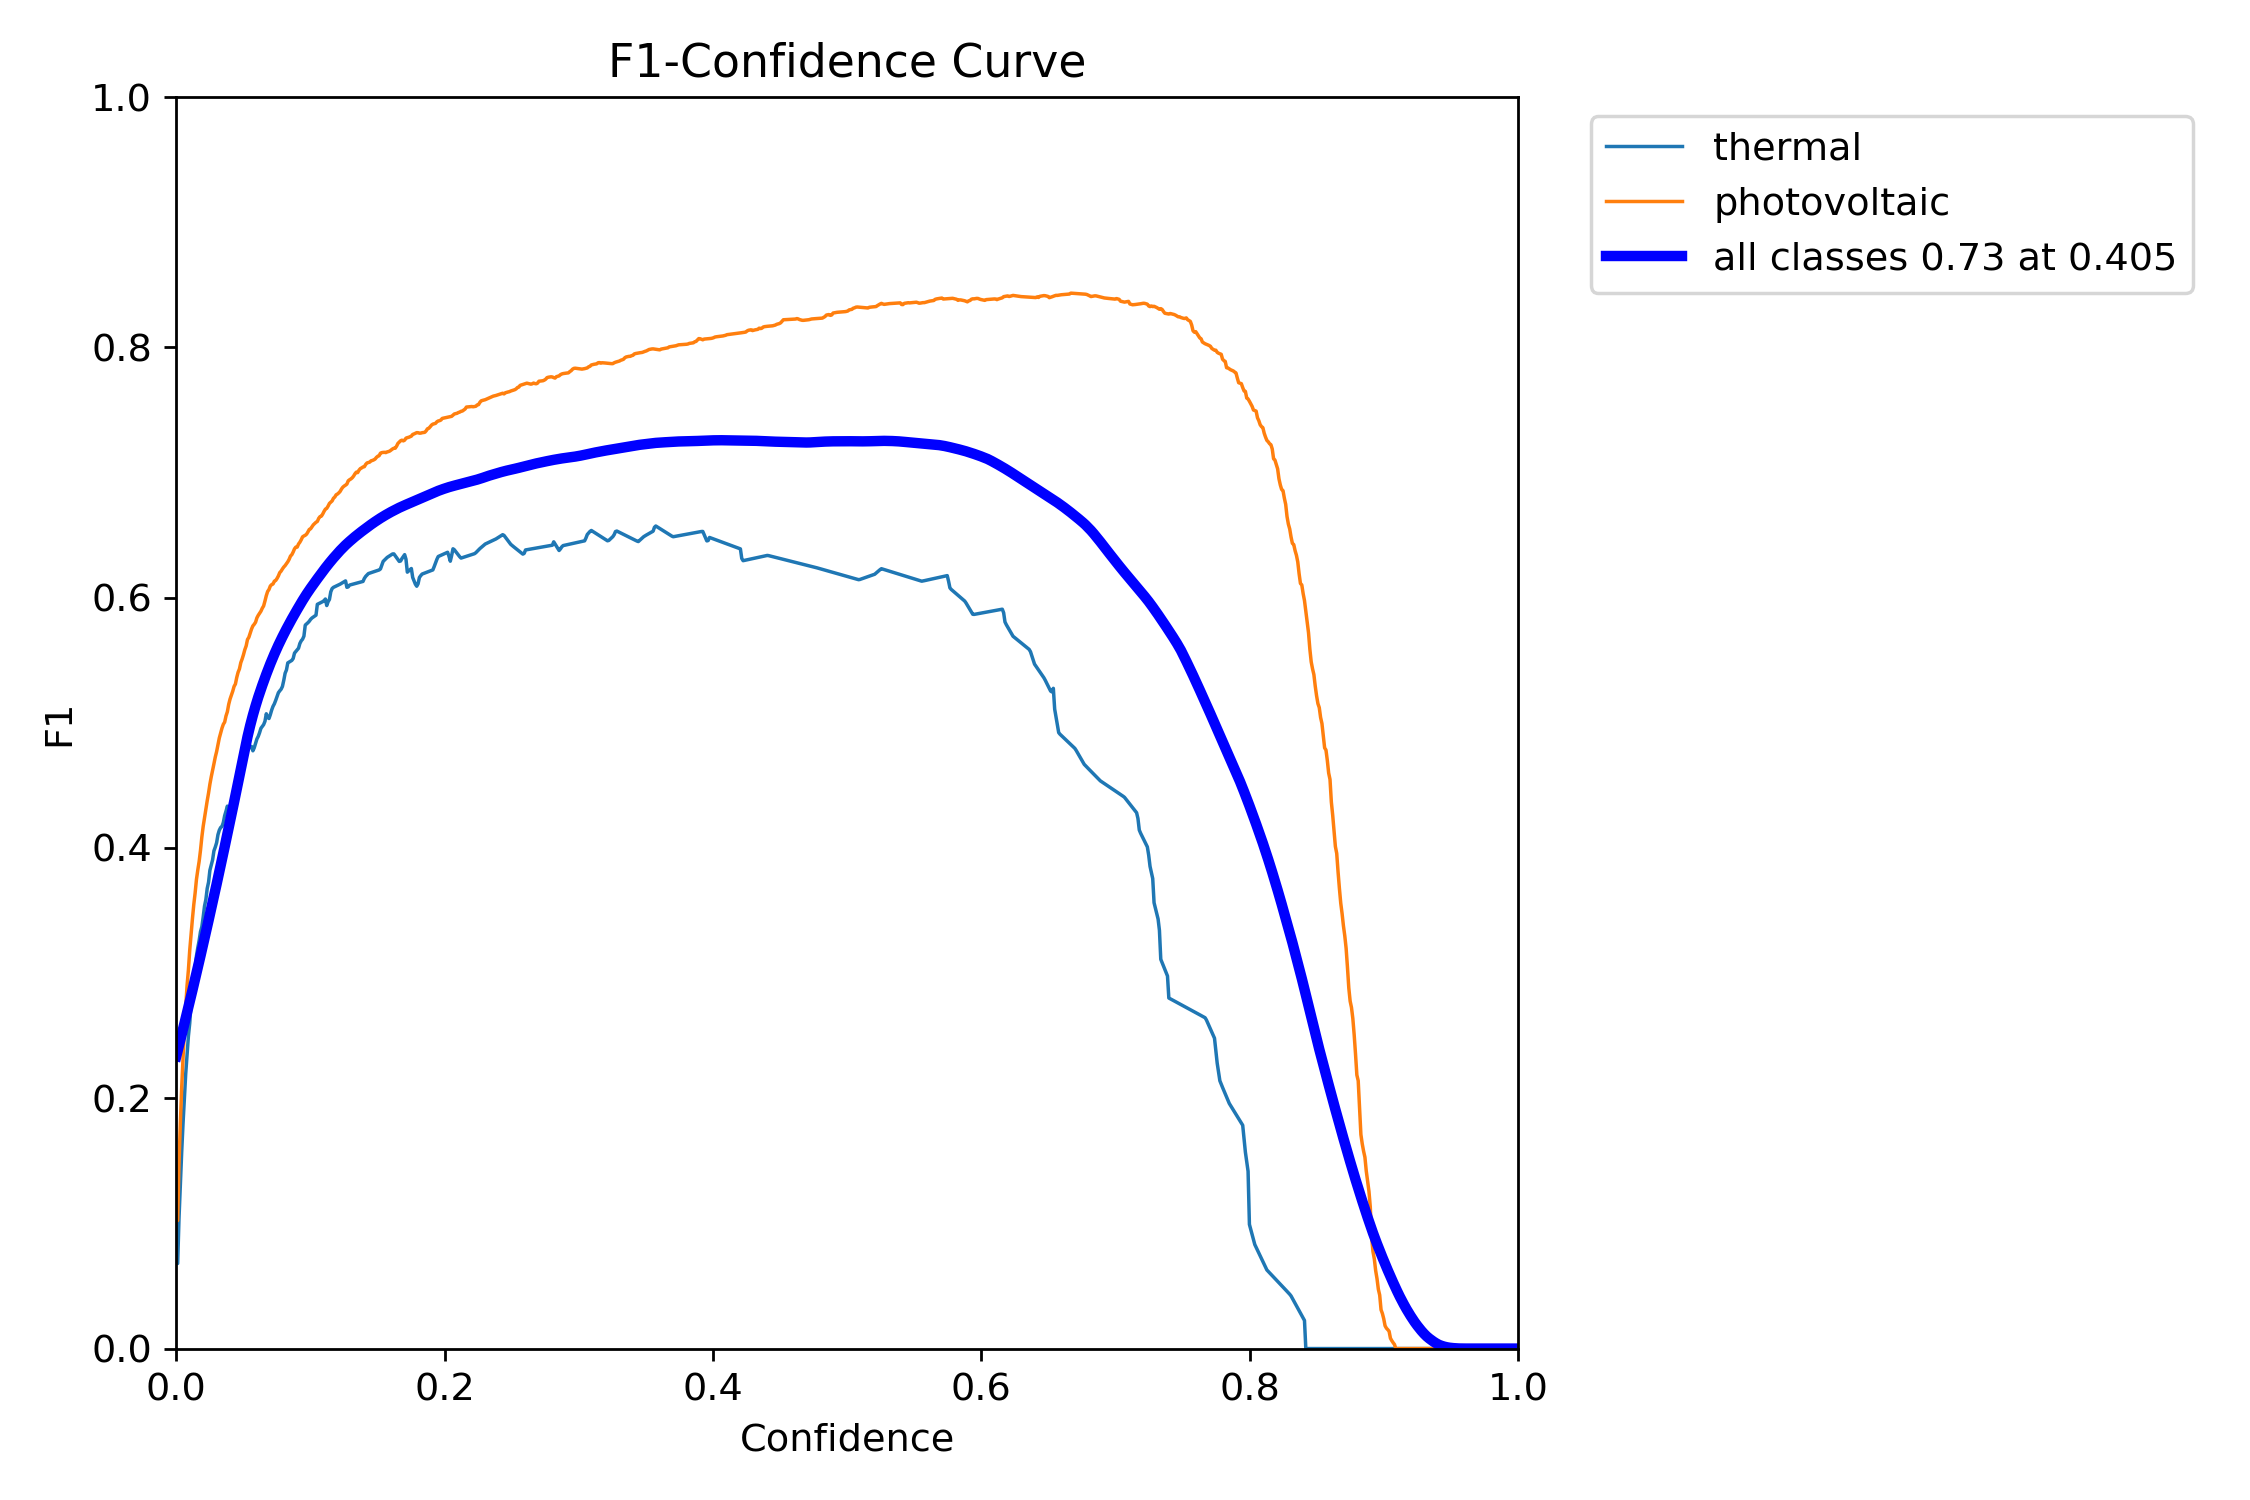 F1-Confidence Curve
1.0
0.8
0.6
0.4
0.2
0.0
F1
0.0 0.2 0.4 0.6 0.8 1.0
Confidence
thermal
photovoltaic
all classes 0.73 at 0.405